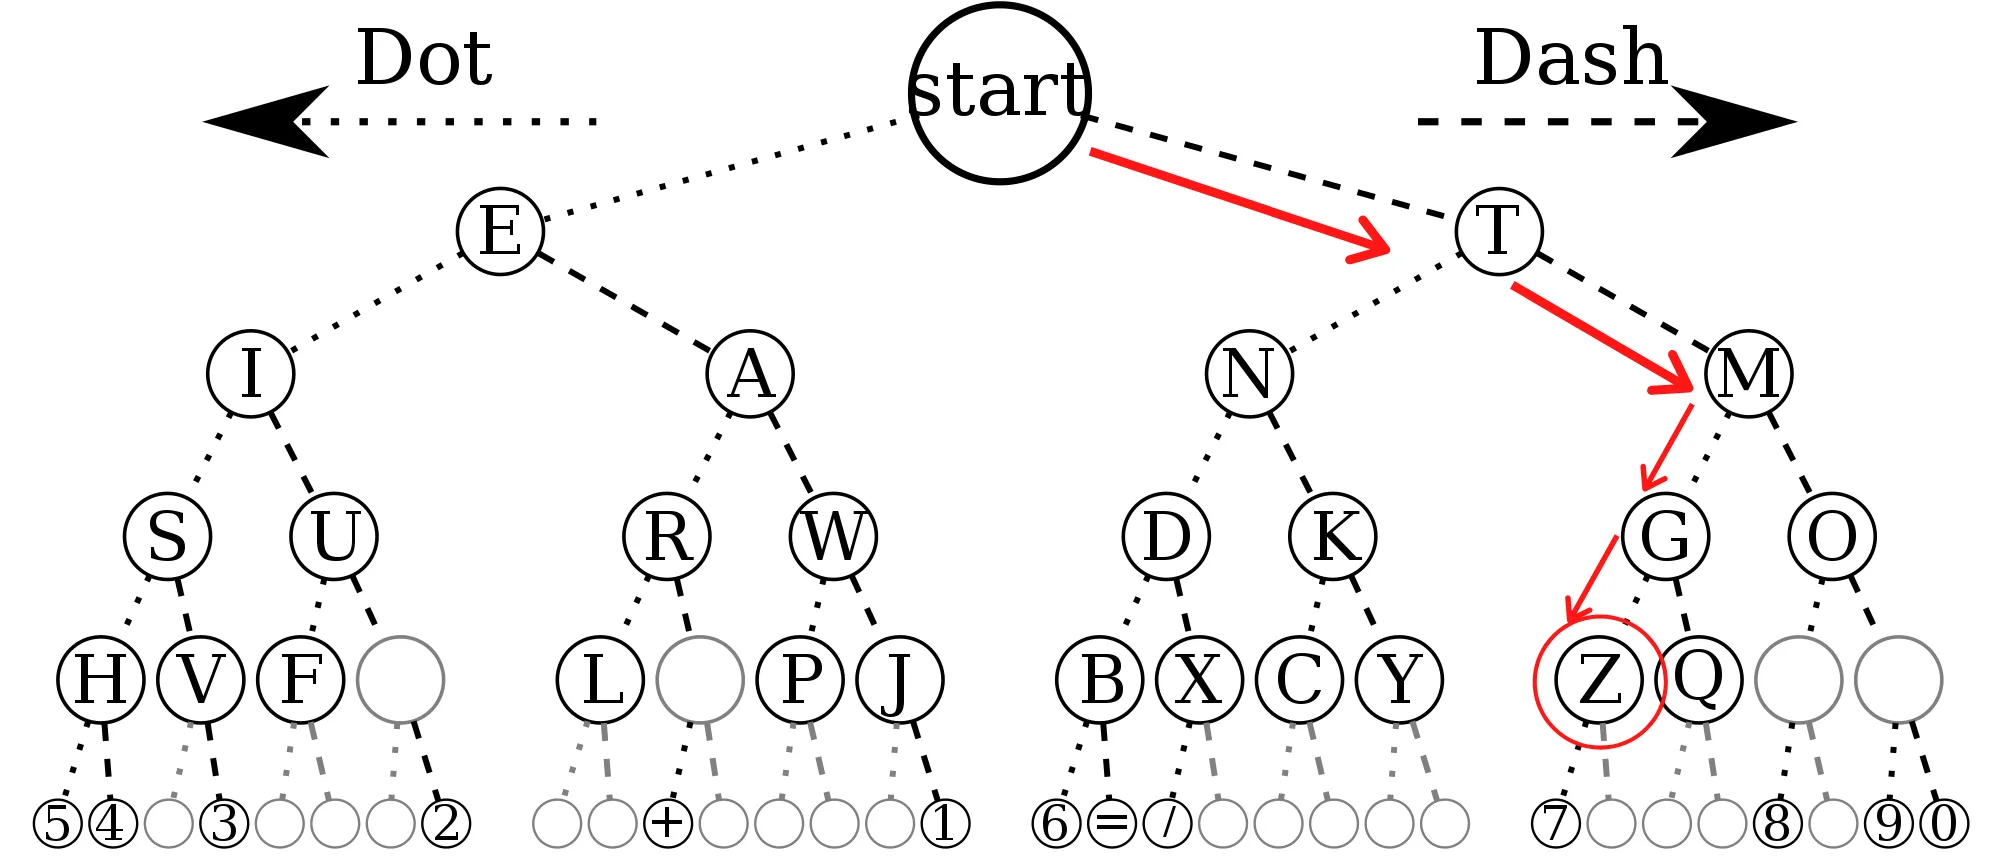 Dot
start
Dash
E T
I A N M
S U R W D K G O
H V F L P J B X C Y Z Q
5 4 3 2 + 1 6 = / 7 8 9 0